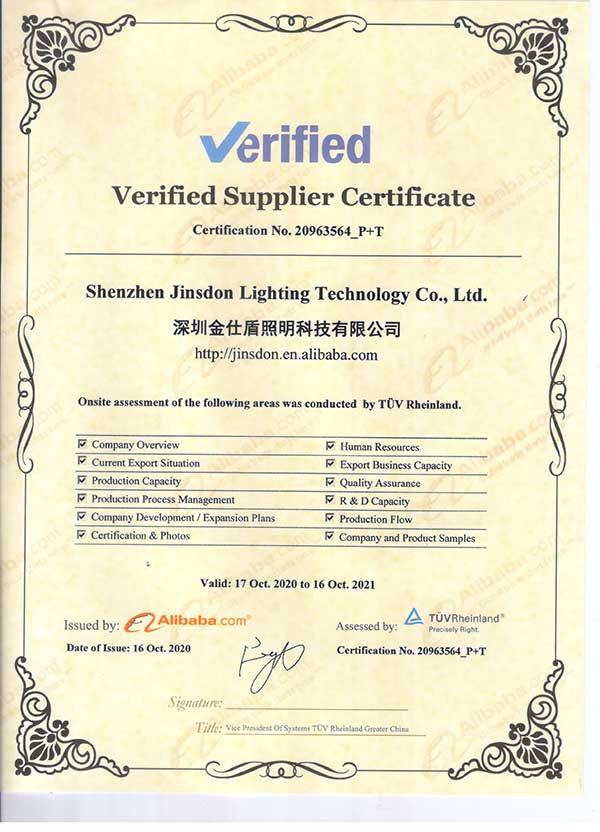 Verified
Verified Supplier Certificate
Certification No. 20963564_P+T
Shenzhen Jinsdon Lighting Technology Co., Ltd.
深圳金仕盾照明科技有限公司
http://jinsdon.en.alibaba.com
Onsite assessment of the following areas was conducted by TÜV Rheinland.
Company Overview
Human Resources
Current Export Situation
Export Business Capacity
Production Capacity
Quality Assurance
Production Process Management
R & D Capacity
Company Development / Expansion Plans
Production Flow
Certification & Photos
Company and Product Samples
Valid: 17 Oct. 2020 to 16 Oct. 2021
Issued by: Alibaba.com®
Assessed by: TÜVRheinland®
Precisely Right.
Date of Issue: 16 Oct. 2020
Certification No. 20963564_P+T
Signature:
Title: Vice President Of Systems TÜV Rheinland Greater China